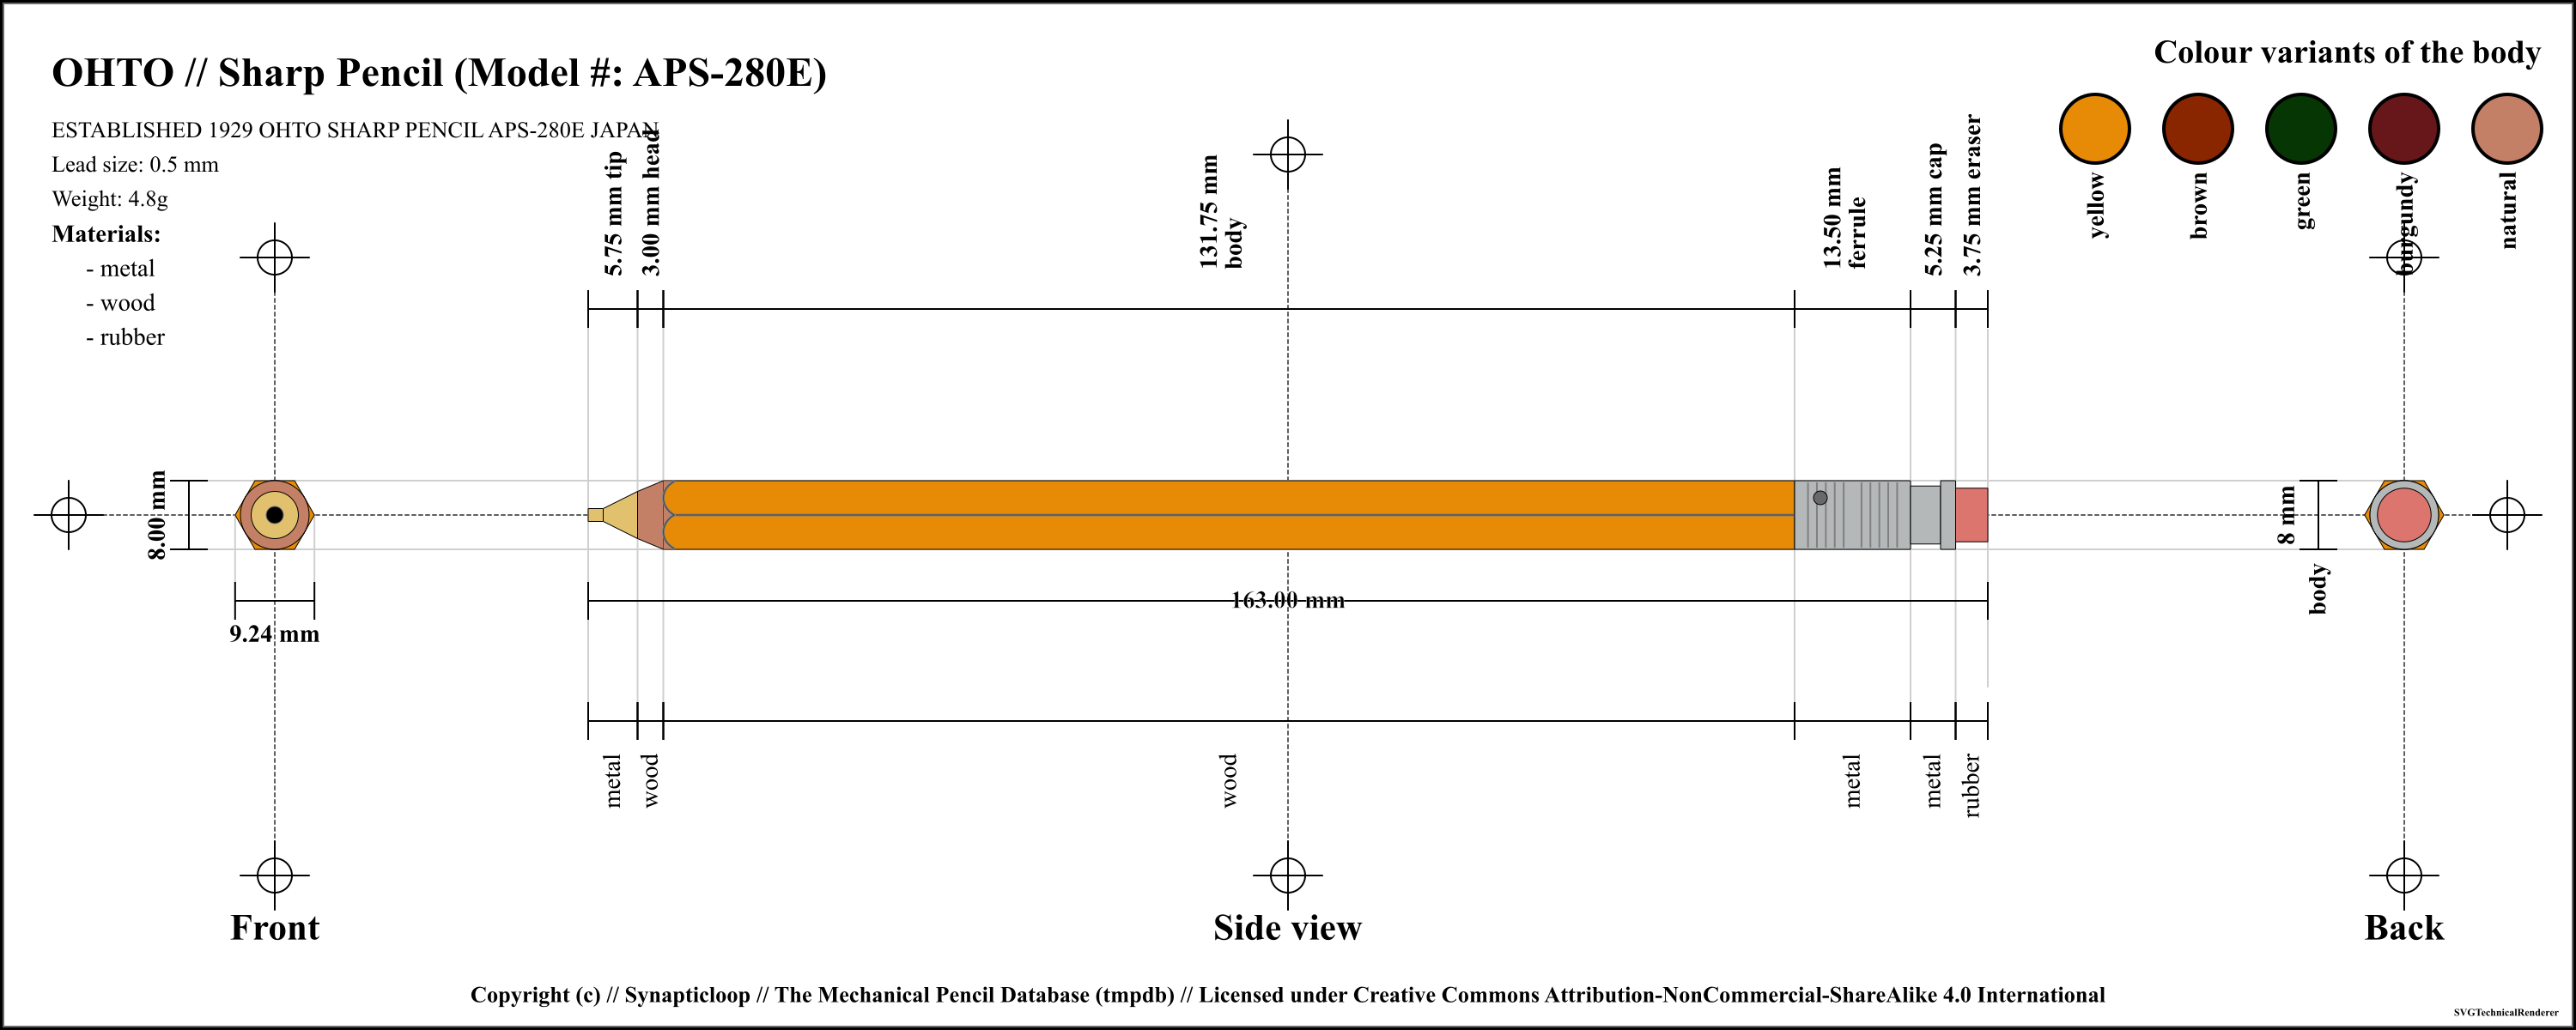 OHTO // Sharp Pencil (Model #: APS-280E)
Colour variants of the body
ESTABLISHED 1929 OHTO SHARP PENCIL APS-280E JAPAN
Lead size: 0.5 mm
Weight: 4.8g
Materials:
- metal
- wood
- rubber
yellow
brown
green
burgundy
natural
5.75 mm tip
3.00 mm head
131.75 mm
body
13.50 mm
ferrule
5.25 mm cap
3.75 mm eraser
8.00 mm
9.24 mm
163.00 mm
8 mm
body
metal
wood
wood
metal
metal
rubber
Front
Side view
Back
Copyright (c) // Synapticloop // The Mechanical Pencil Database (tmpdb) // Licensed under Creative Commons Attribution-NonCommercial-ShareAlike 4.0 International
SVGTechnicalRenderer